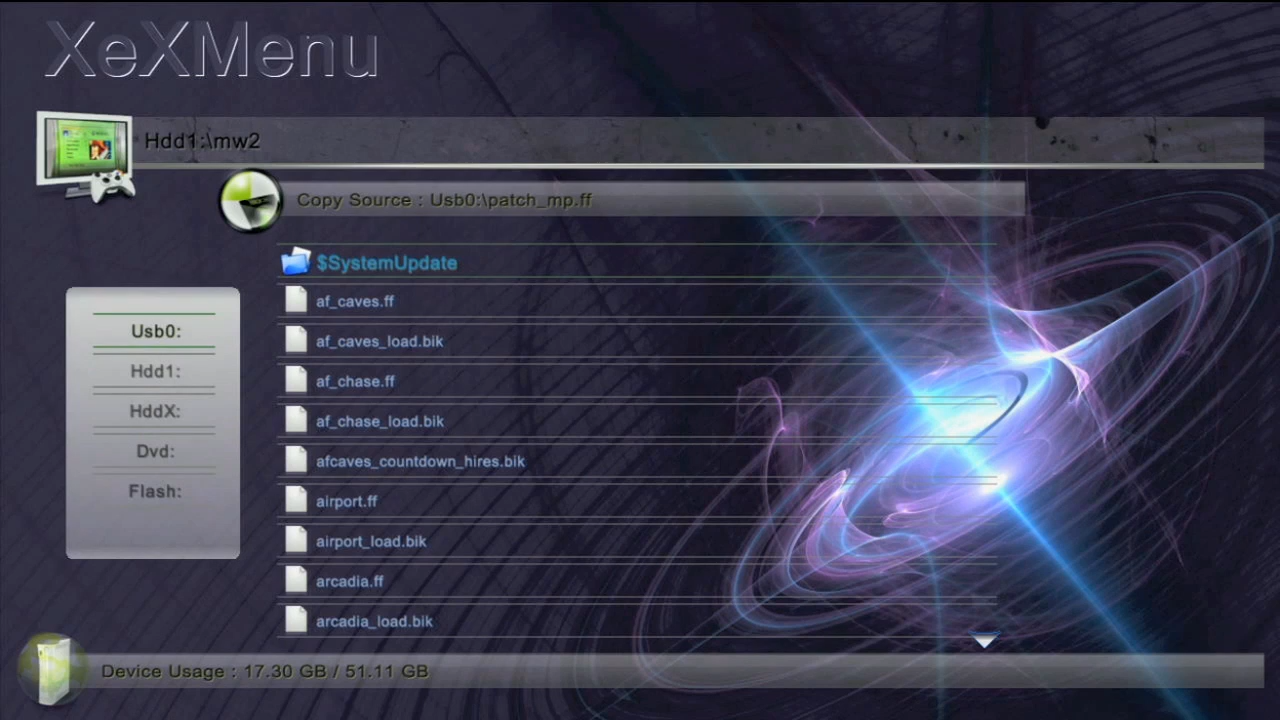 XeXMenu
Hdd1:\mw2
Copy Source : Usb0:\patch_mp.ff
$SystemUpdate
af_caves.ff
af_caves_load.bik
af_chase.ff
af_chase_load.bik
afcaves_countdown_hires.bik
airport.ff
airport_load.bik
arcadia.ff
arcadia_load.bik
Usb0:
Hdd1:
HddX:
Dvd:
Flash:
Device Usage : 17.30 GB / 51.11 GB